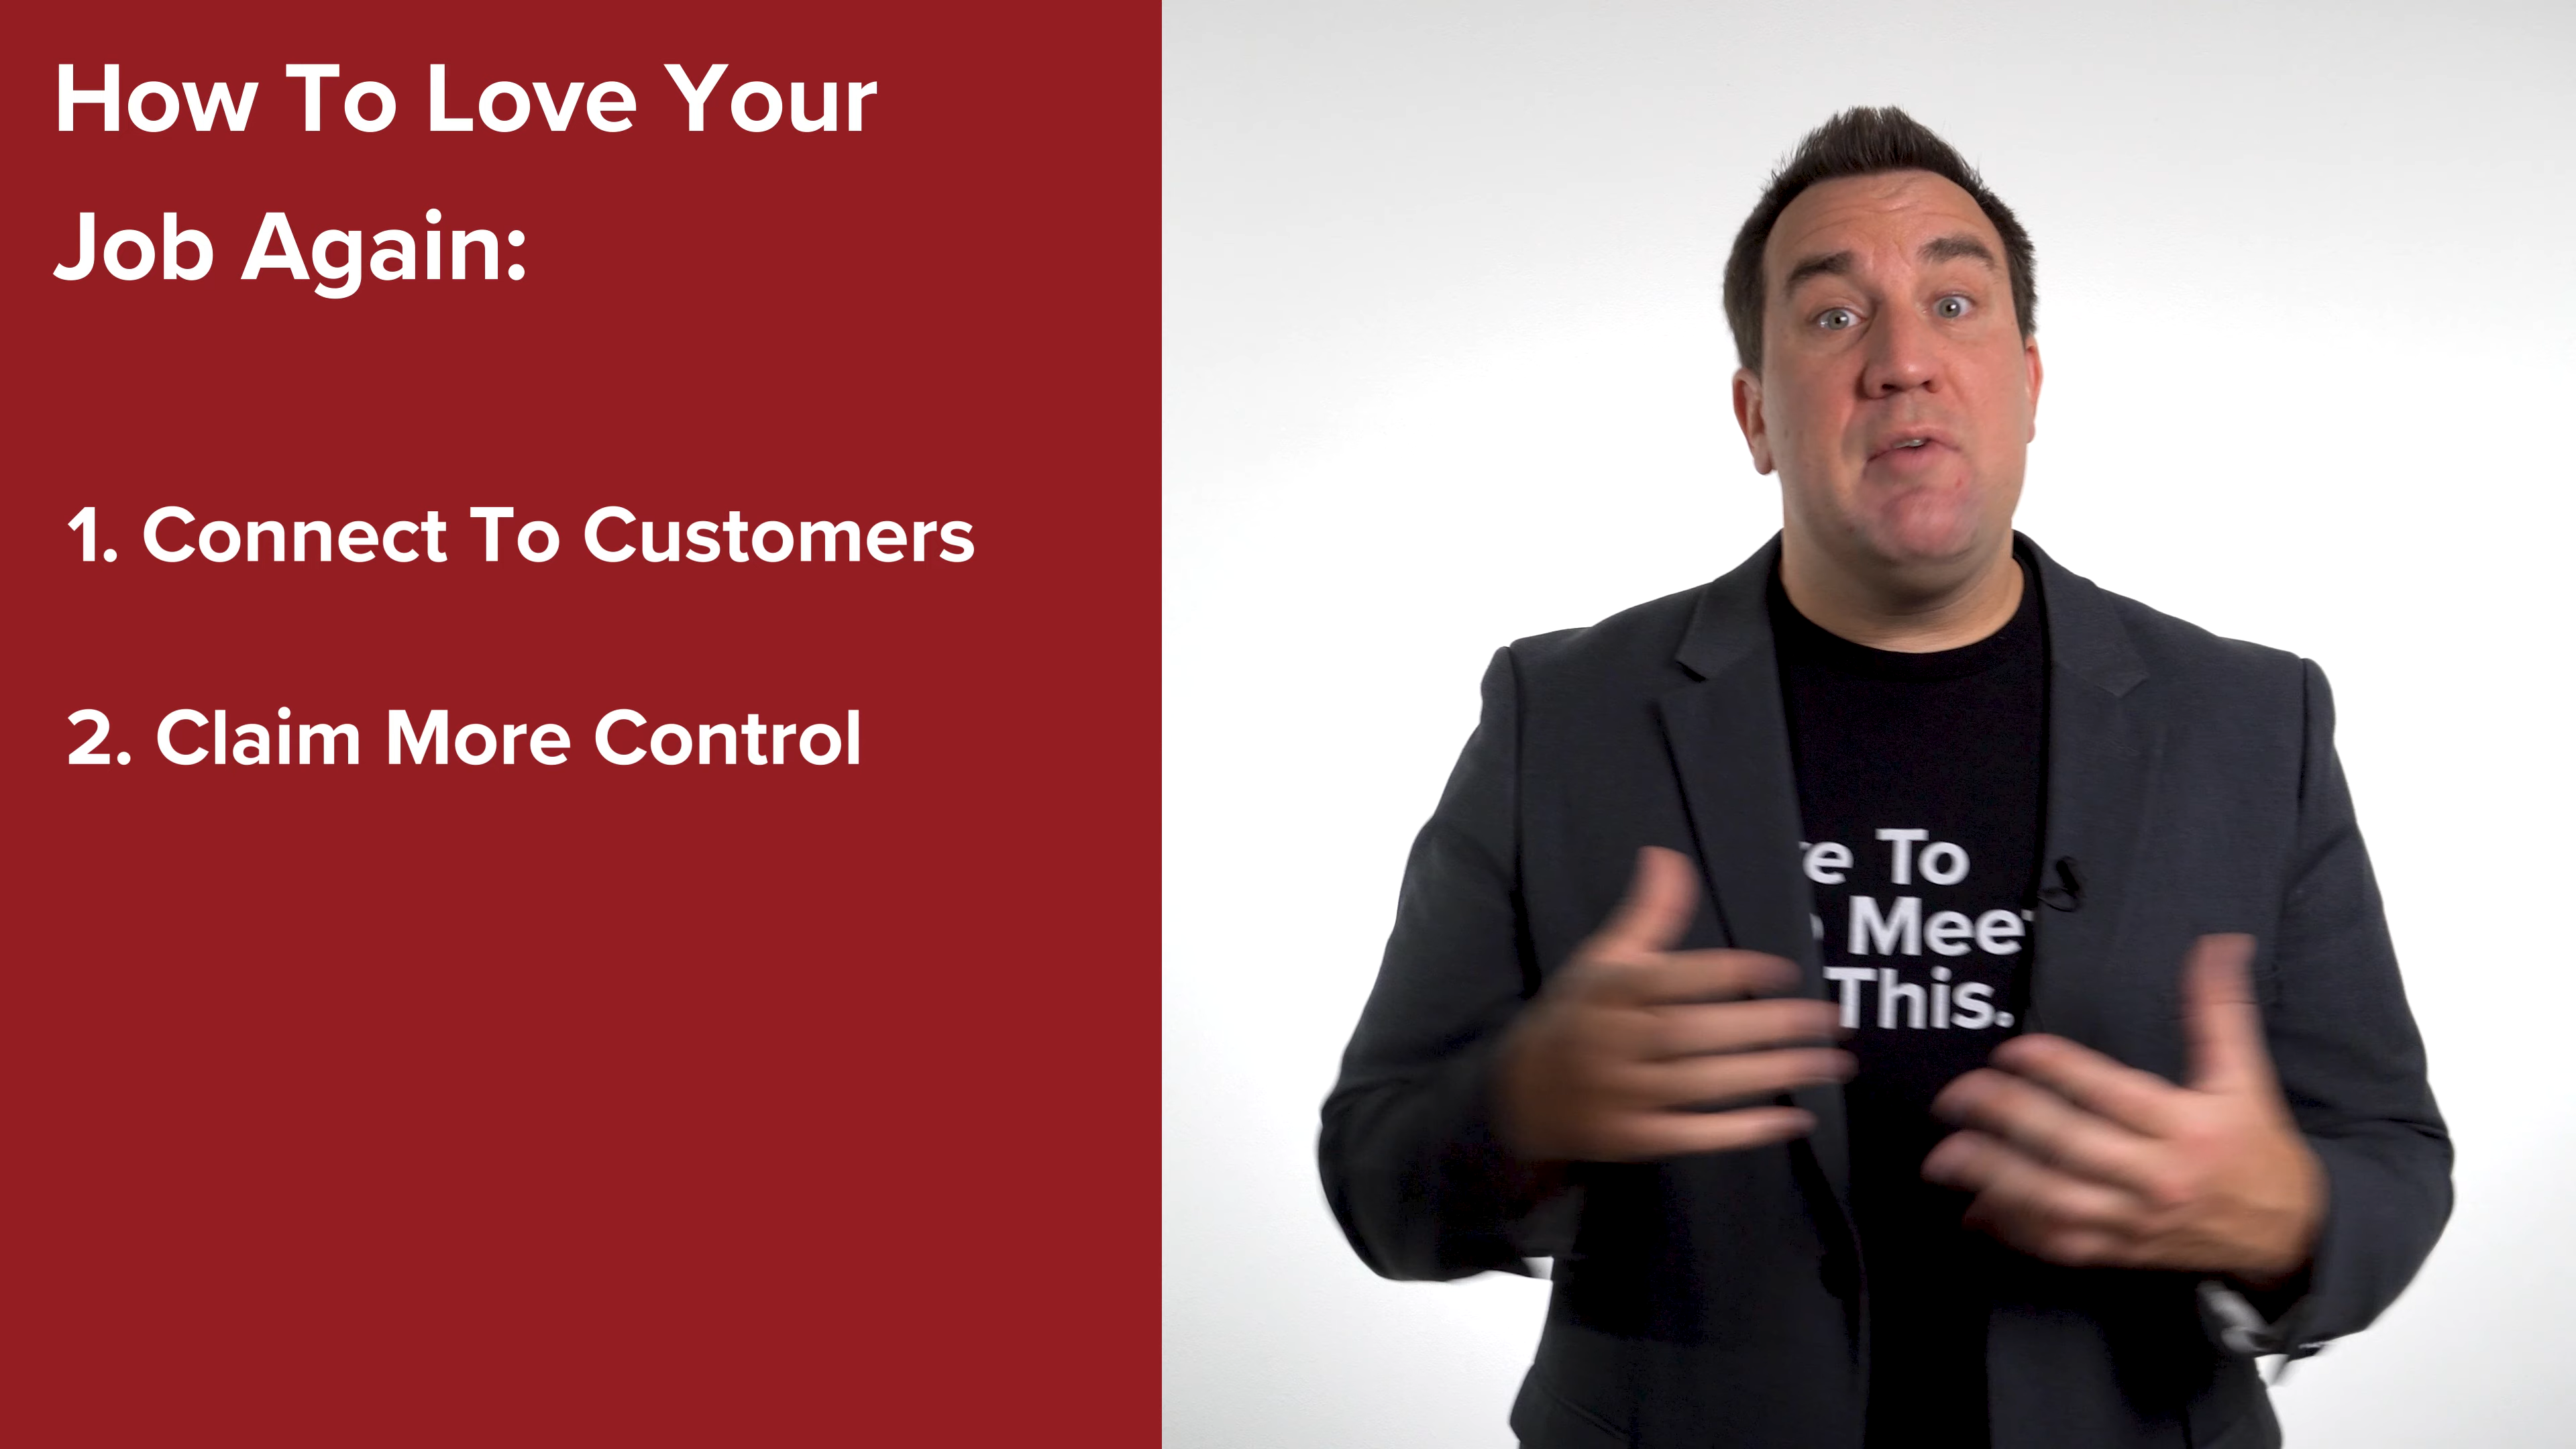 How To Love Your
Job Again:
1. Connect To Customers
2. Claim More Control
To
Mee
This.